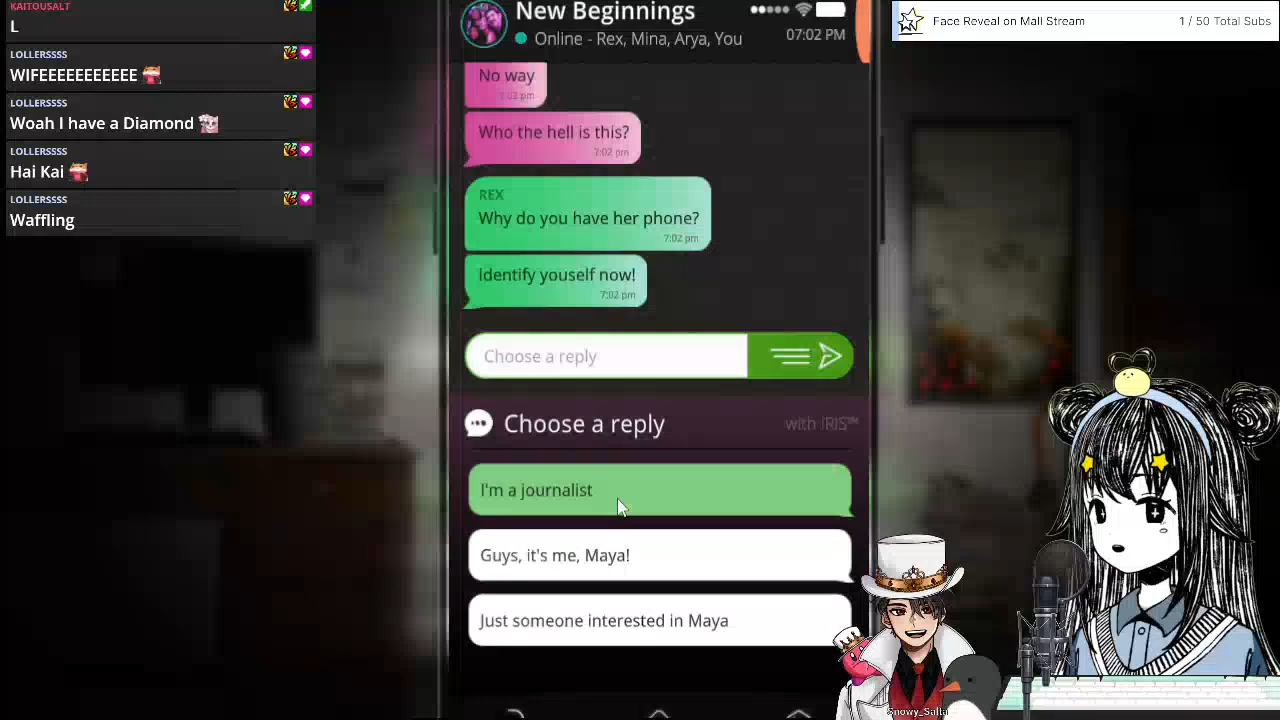 KAITOUSALT
L
LOLLERSSSS
WIFEEEEEEEEEEE
LOLLERSSSS
Woah I have a Diamond
LOLLERSSSS
Hai Kai
LOLLERSSSS
Waffling
New Beginnings
Online - Rex, Mina, Arya, You
07:02 PM
No way
7:02 pm
Who the hell is this?
7:02 pm
REX
Why do you have her phone?
7:02 pm
Identify youself now!
7:02 pm
Choose a reply
Choose a reply
with IRIS™
I'm a journalist
Guys, it's me, Maya!
Just someone interested in Maya
Face Reveal on Mall Stream
1 / 50 Total Subs
Snowy_Salta